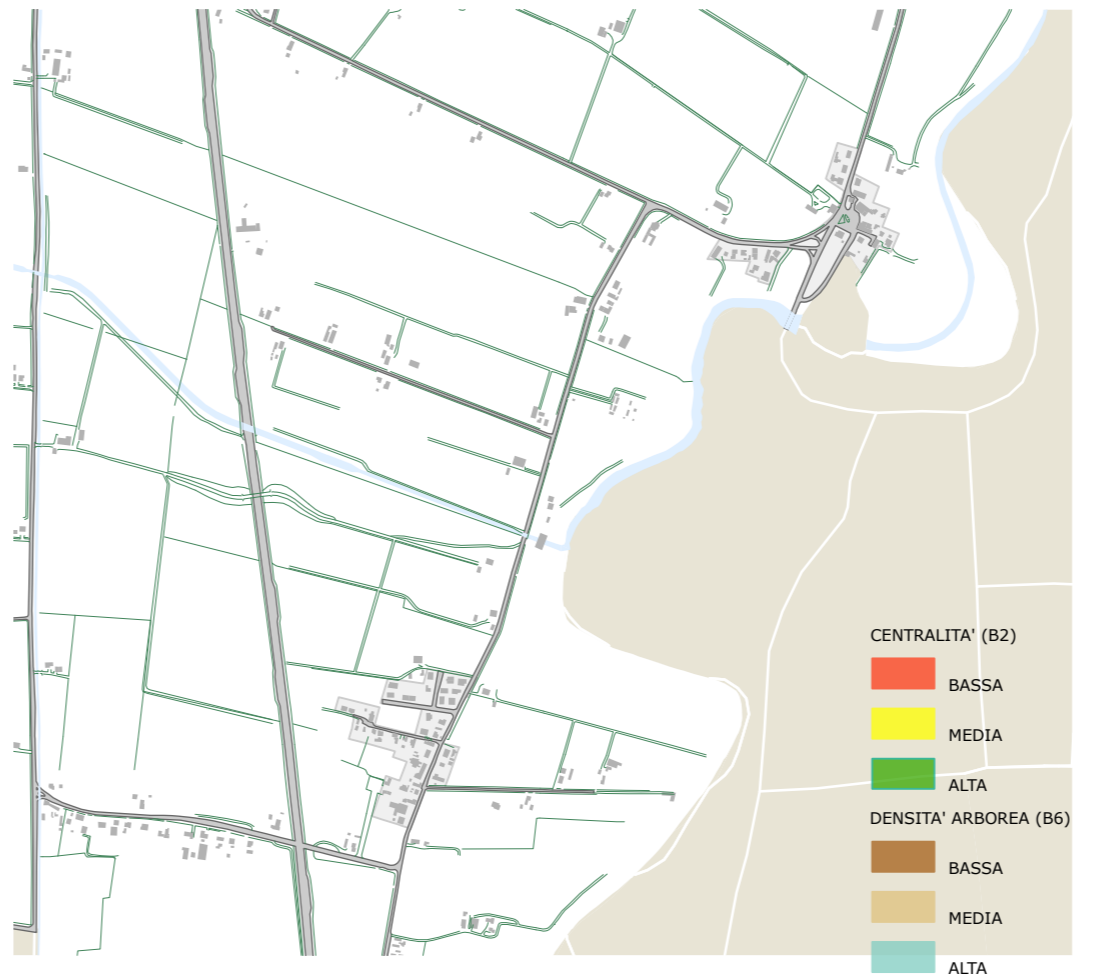 CENTRALITA' (B2)
BASSA
MEDIA
ALTA
DENSITA' ARBOREA (B6)
BASSA
MEDIA
ALTA